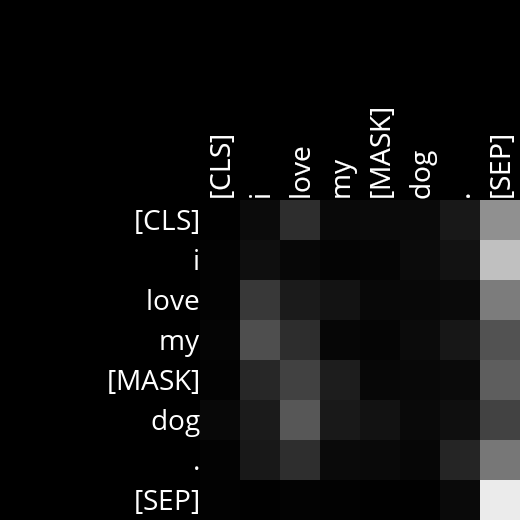 [CLS] i love my [MASK] dog . [SEP]
[CLS]
i
love
my
[MASK]
dog
.
[SEP]